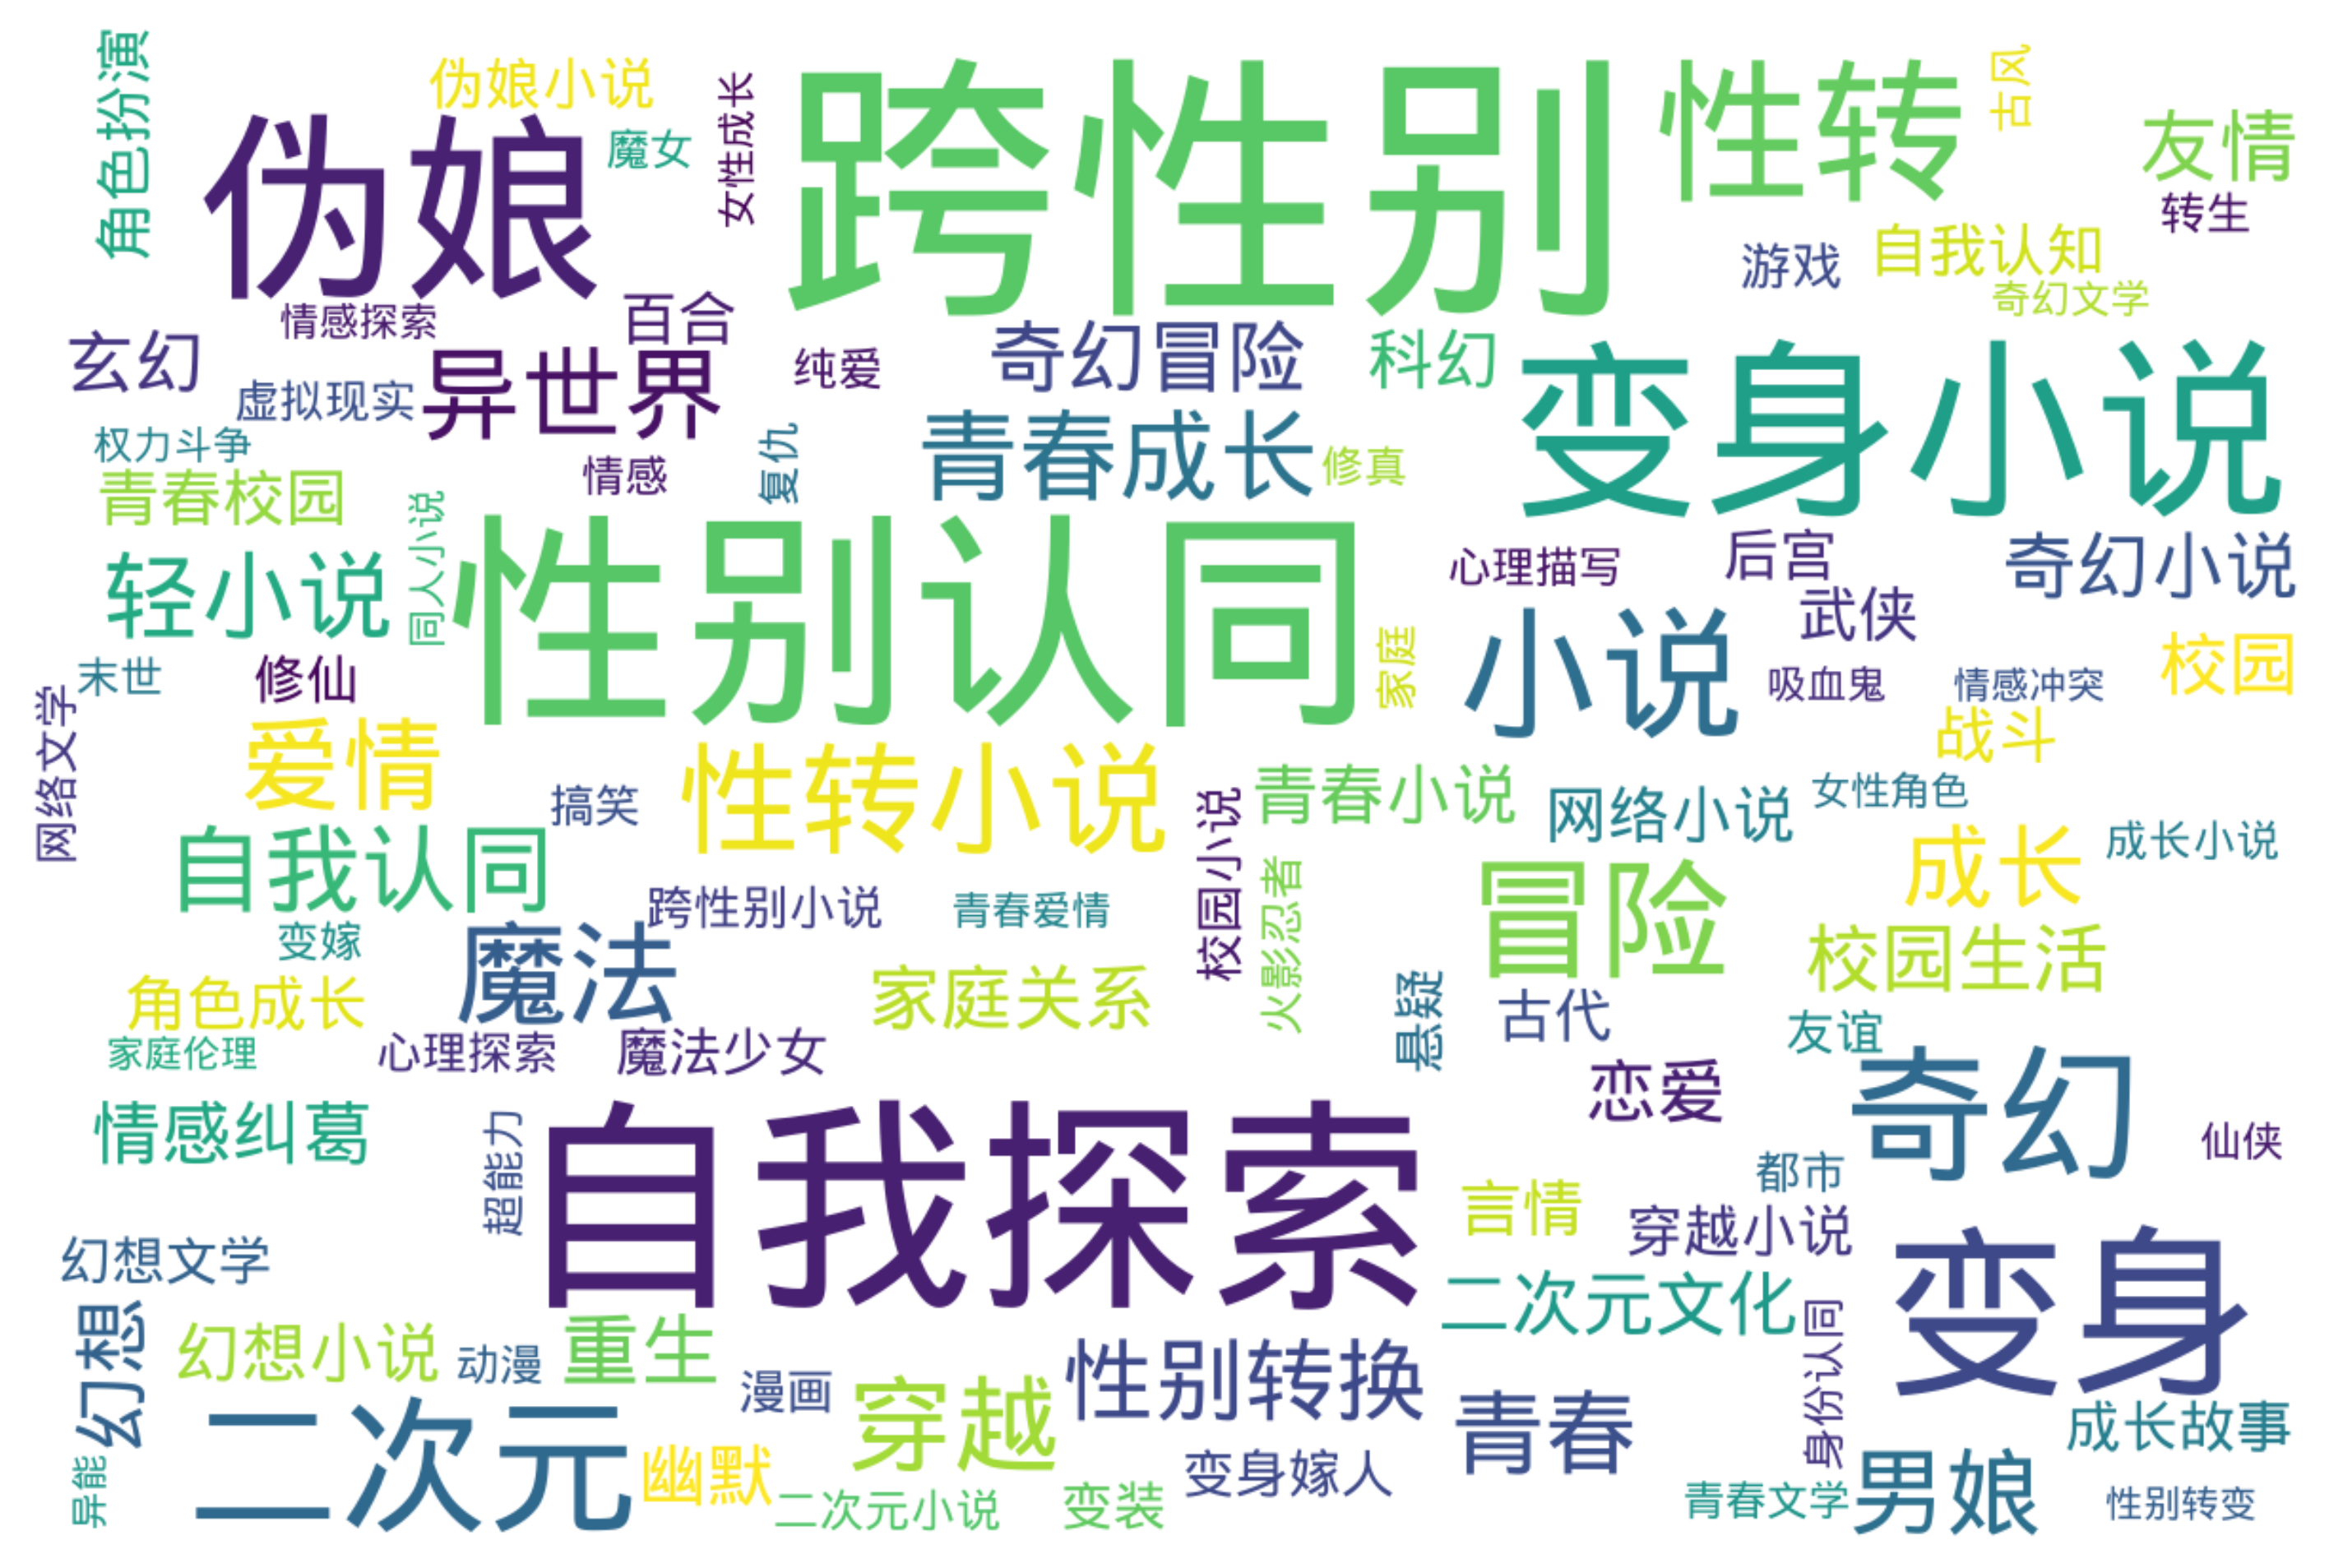 角色扮演
伪娘小说
女性成长
跨性别
性转
古风
友情
伪娘
魔女
转生
游戏
自我认知
奇幻文学
情感探索
百合
玄幻
虚拟现实
异世界
纯爱
奇幻冒险
科幻
变身小说
权力斗争
情感
复仇
青春成长
修真
青春校园
轻小说
同人小说
性别认同
心理描写
后宫
奇幻小说
武侠
小说
家庭
校园
末世
修仙
吸血鬼
情感冲突
网络文学
爱情
战斗
搞笑
性转小说
校园小说
青春小说
网络小说
女性角色
自我认同
成长
成长小说
跨性别小说
青春爱情
火影忍者
冒险
变嫁
魔法
校园生活
角色成长
家庭关系
悬疑
古代
友谊
家庭伦理
心理探索
魔法少女
恋爱
奇幻
情感纠葛
超能力
自我探索
仙侠
都市
言情
穿越小说
幻想文学
变身
二次元文化
幻想
幻想小说
动漫
重生
漫画
穿越
性别转换
青春
身份认同
成长故事
异能
二次元
幽默
二次元小说
变装
变身嫁人
青春文学
男娘
性别转变